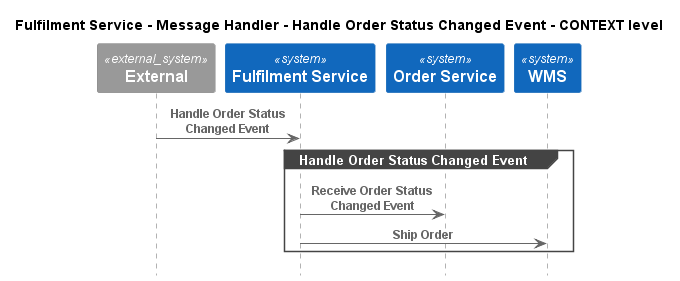 Fulfilment Service - Message Handler - Handle Order Status Changed Event - CONTEXT level
«external_system» «system» «system» «system»
External Fulfilment Service Order Service WMS
Handle Order Status
Changed Event
Handle Order Status Changed Event
Receive Order Status
Changed Event
Ship Order